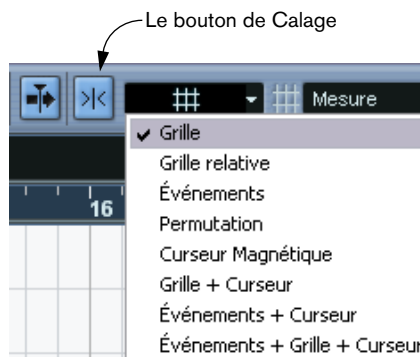 Le bouton de Calage
Mesure
Grille
Grille relative
16
Événements
Permutation
Curseur Magnétique
Grille + Curseur
Événements + Curseur
Événements + Grille + Curseur